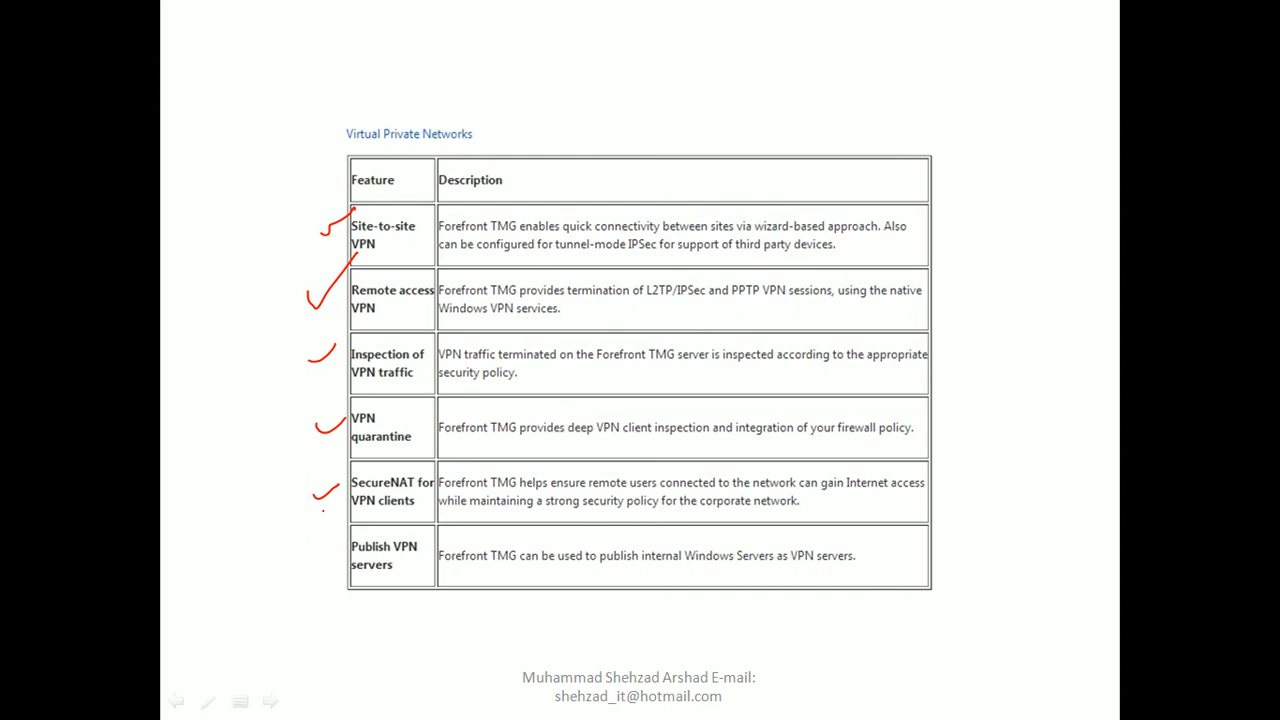 Virtual Private Networks
Feature Description
Site-to-site VPN
Forefront TMG enables quick connectivity between sites via wizard-based approach. Also
can be configured for tunnel-mode IPSec for support of third party devices.
Remote access VPN
Forefront TMG provides termination of L2TP/IPSec and PPTP VPN sessions, using the native
Windows VPN services.
Inspection of VPN traffic
VPN traffic terminated on the Forefront TMG server is inspected according to the appropriate
security policy.
VPN quarantine
Forefront TMG provides deep VPN client inspection and integration of your firewall policy.
SecureNAT for VPN clients
Forefront TMG helps ensure remote users connected to the network can gain Internet access
while maintaining a strong security policy for the corporate network.
Publish VPN servers
Forefront TMG can be used to publish internal Windows Servers as VPN servers.
Muhammad Shehzad Arshad E-mail:
shehzad_it@hotmail.com